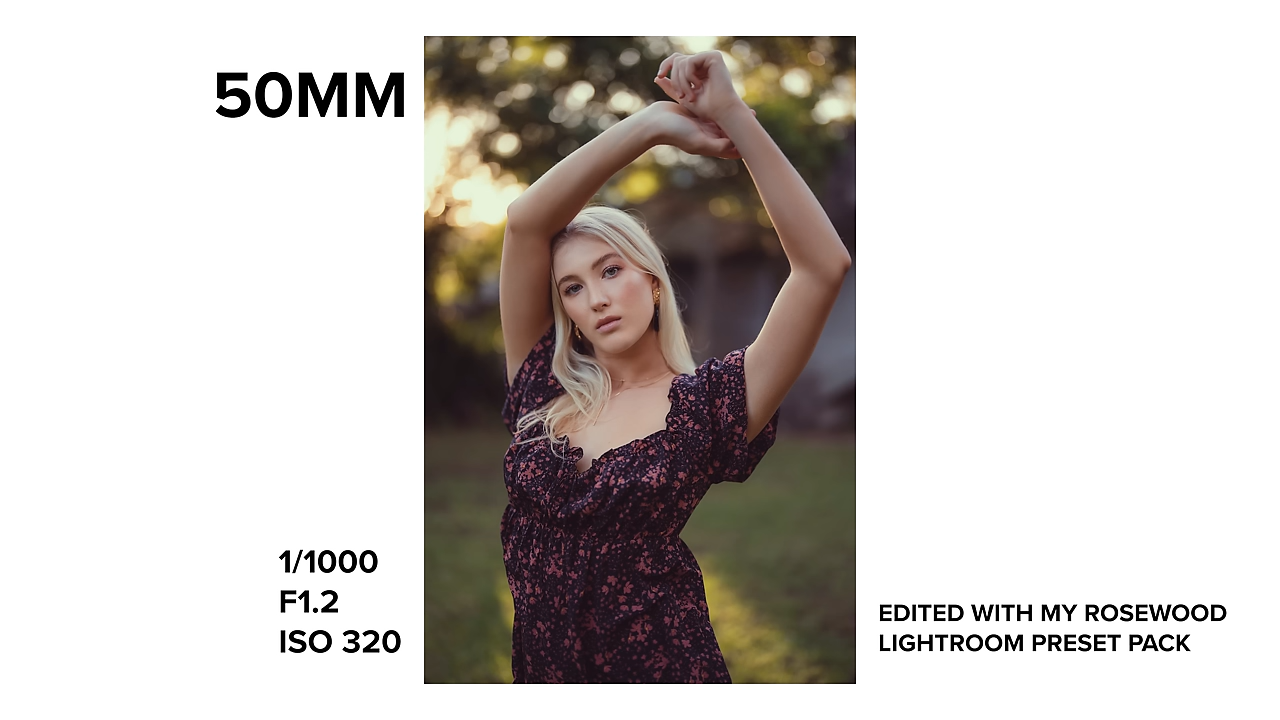 50MM
1/1000
F1.2
ISO 320
EDITED WITH MY ROSEWOOD
LIGHTROOM PRESET PACK